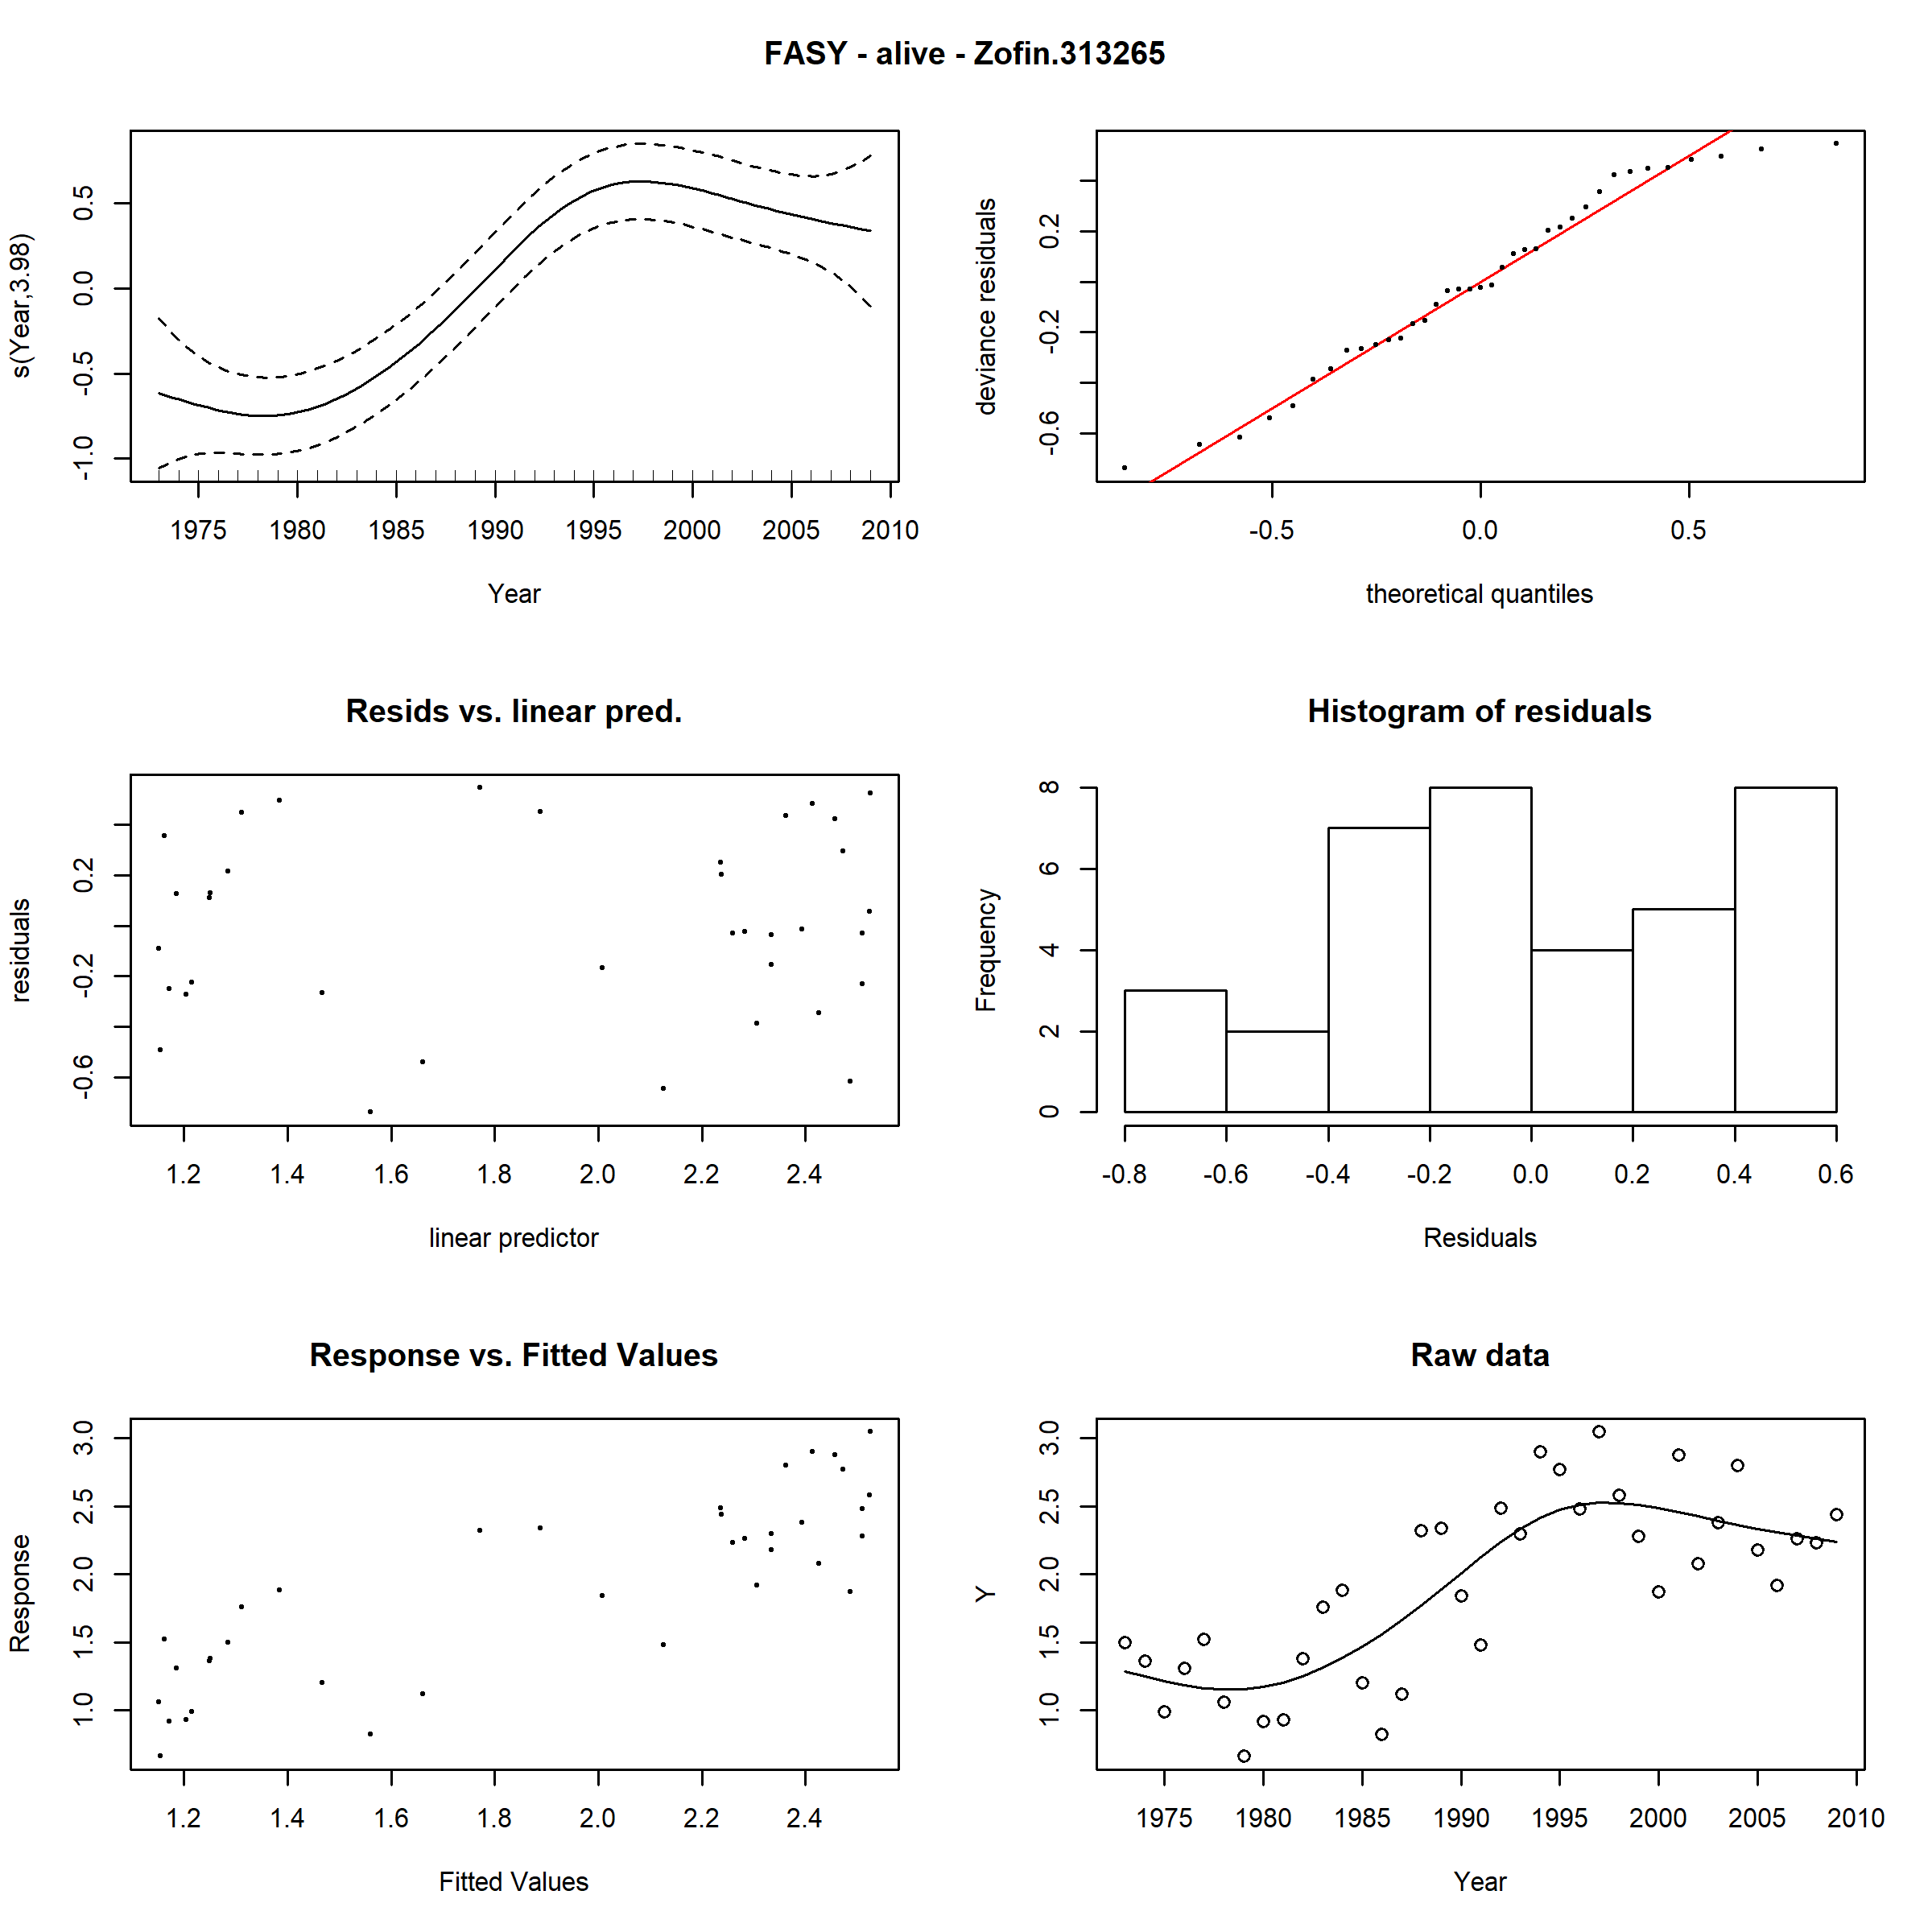 FASY - alive - Zofin.313265
s(Year,3.98)
0.5
0.0
-0.5
-1.0
1975 1980 1985 1990 1995 2000 2005 2010
Year
deviance residuals
0.2
-0.2
-0.6
-0.5 0.0 0.5
theoretical quantiles
Resids vs. linear pred.
residuals
0.2
-0.2
-0.6
1.2 1.4 1.6 1.8 2.0 2.2 2.4
linear predictor
Histogram of residuals
Frequency
8
6
4
2
0
-0.8 -0.6 -0.4 -0.2 0.0 0.2 0.4 0.6
Residuals
Response vs. Fitted Values
Response
3.0
2.5
2.0
1.5
1.0
1.2 1.4 1.6 1.8 2.0 2.2 2.4
Fitted Values
Raw data
Y
3.0
2.5
2.0
1.5
1.0
1975 1980 1985 1990 1995 2000 2005 2010
Year